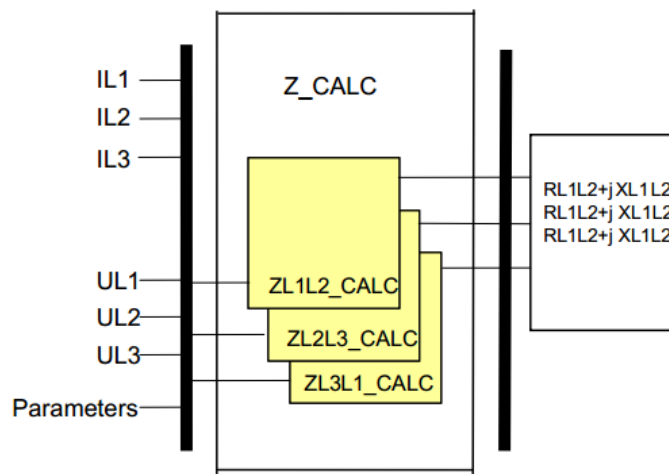 IL1
IL2
IL3
UL1
UL2
UL3
Parameters
Z_CALC
ZL1L2_CALC
ZL2L3_CALC
ZL3L1_CALC
RL1L2+j XL1L2
RL1L2+j XL1L2
RL1L2+j XL1L2